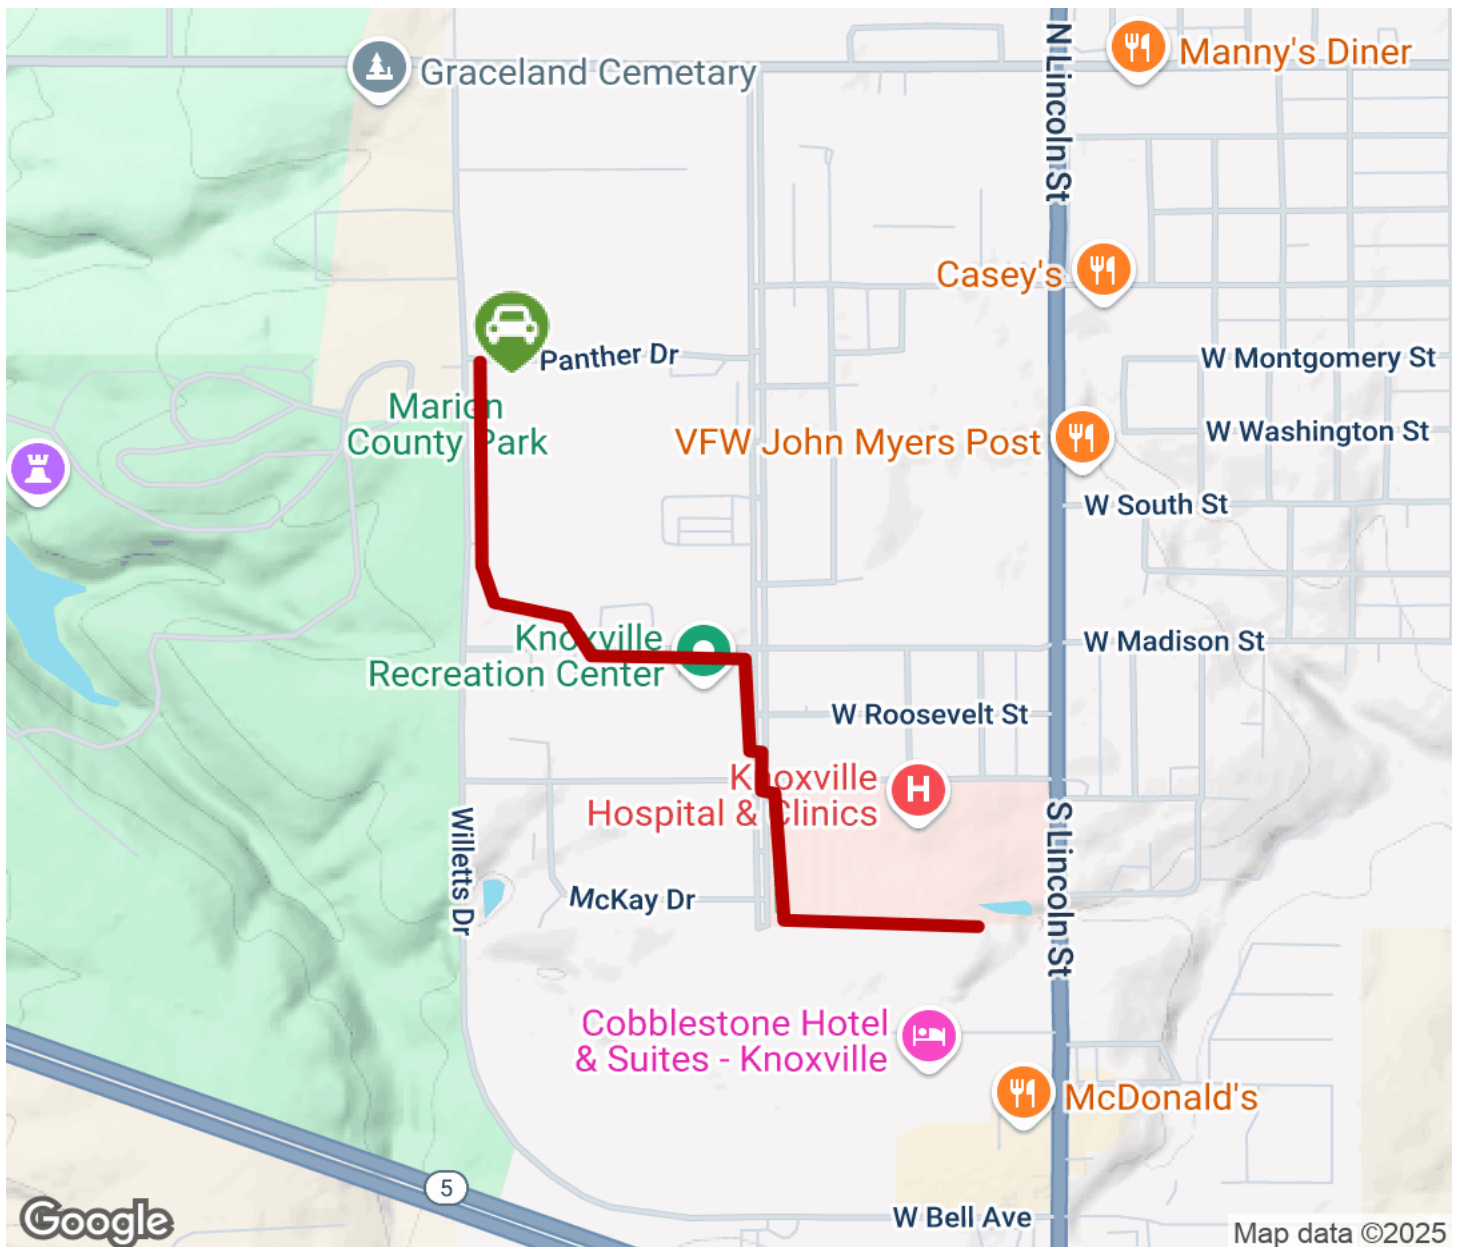 N Lincoln St
Manny's Diner
Graceland Cemetary
Casey's
Panther Dr
W Montgomery St
Marion
County Park
VFW John Myers Post
W Washington St
W South St
Knoxville
Recreation Center
W Madison St
W Roosevelt St
Knoxville
Hospital & Clinics
H
S Lincoln St
Willetts Dr
McKay Dr
Cobblestone Hotel
& Suites - Knoxville
McDonald's
5
W Bell Ave
Google
Map data ©2025